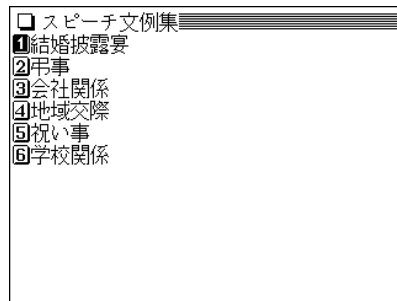 スピーチ文例集
1結婚披露宴
2弔事
3会社関係
4地域交際
5祝い事
6学校関係